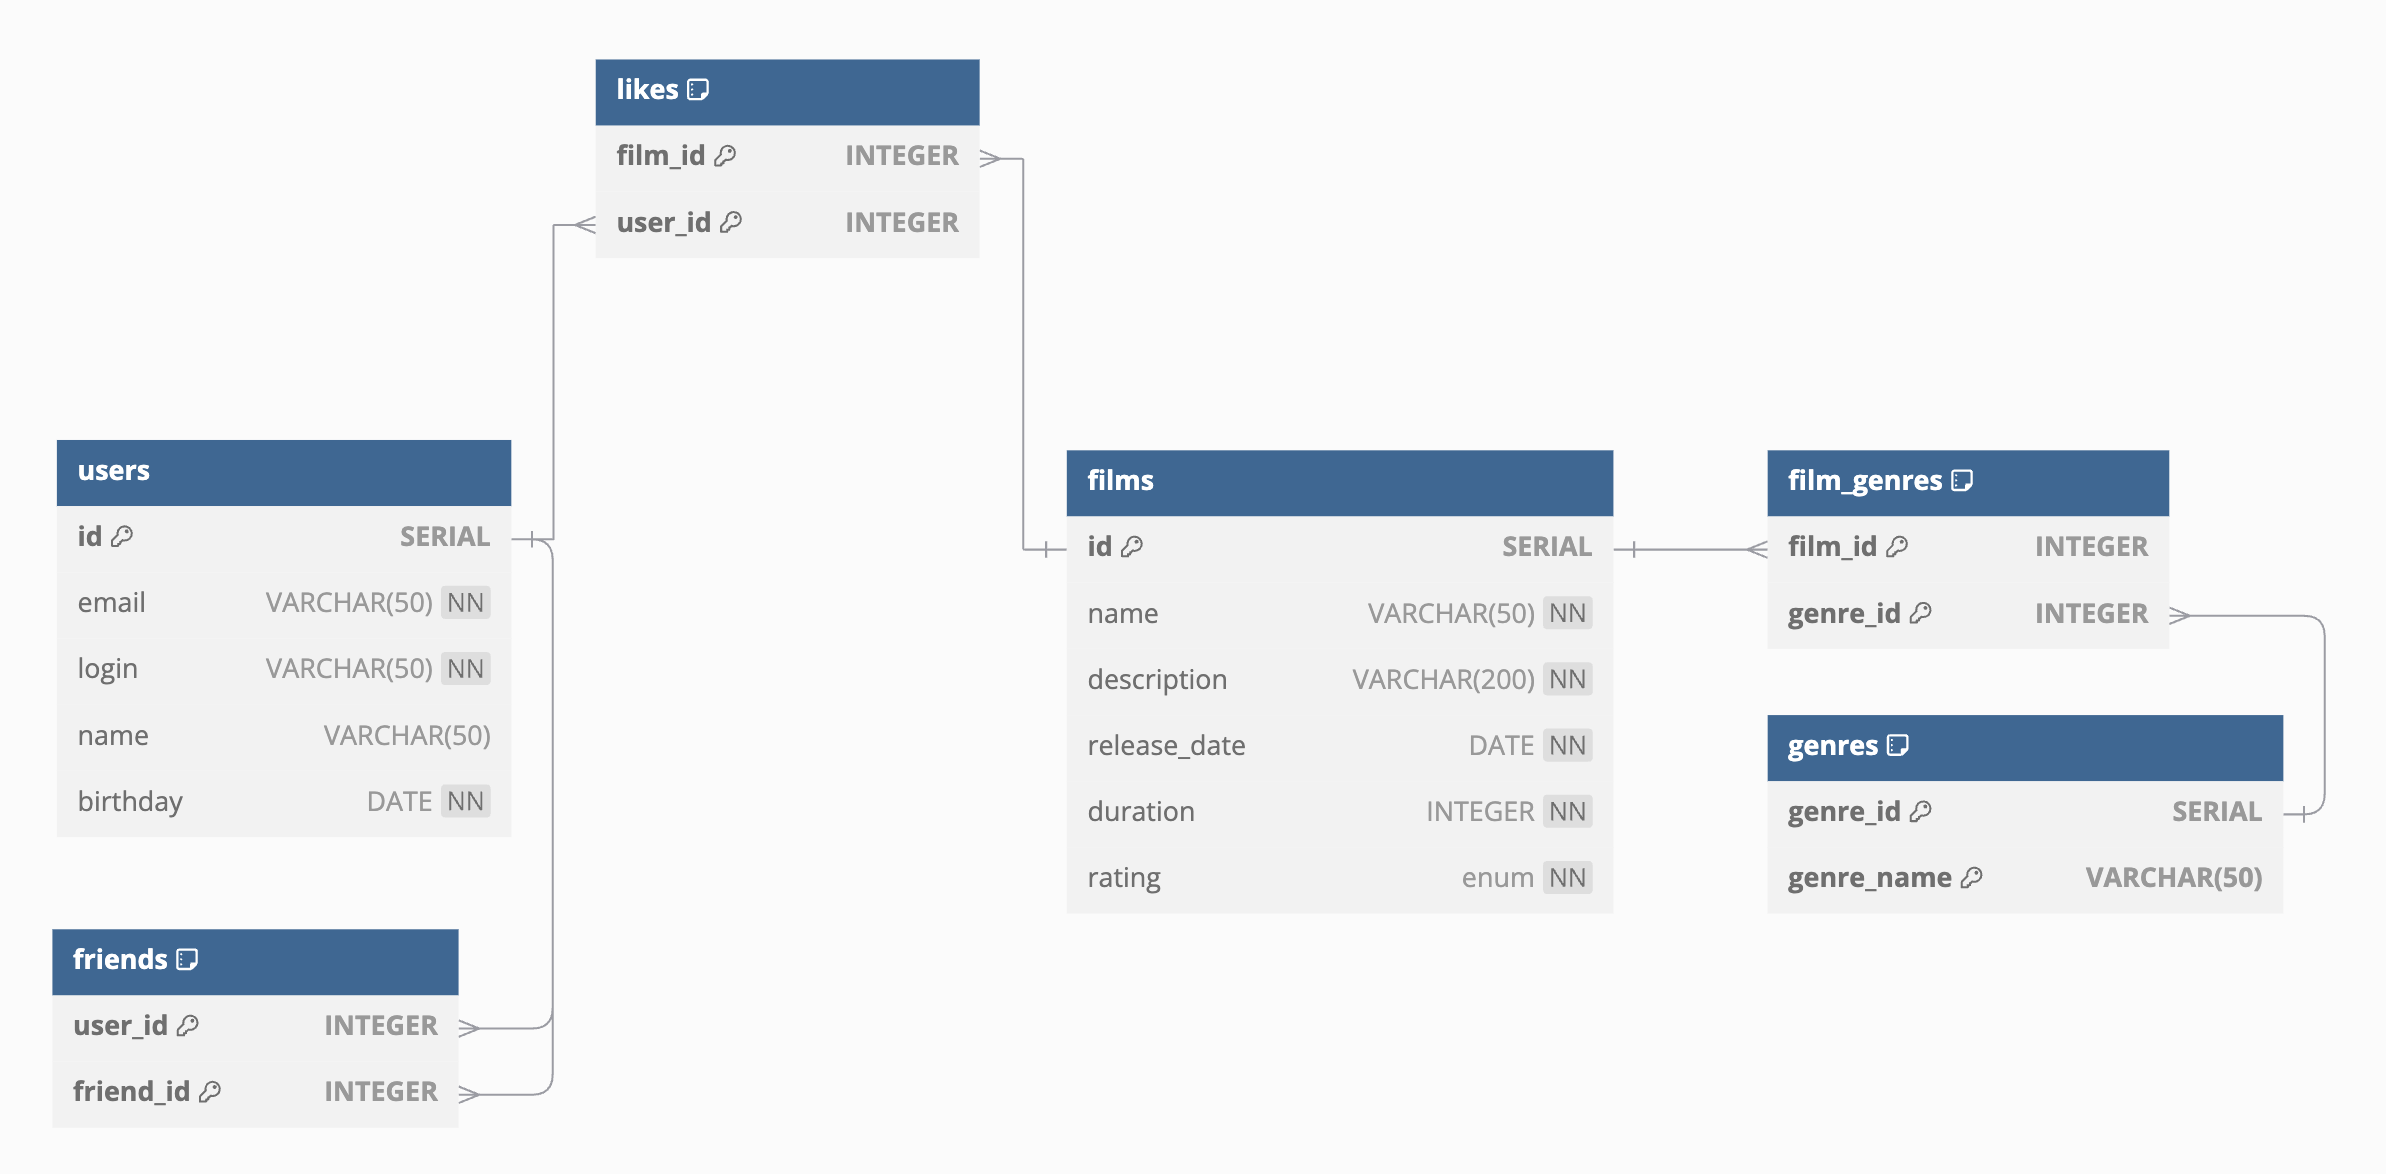 likes
film_id INTEGER
user_id INTEGER
users
id SERIAL
email VARCHAR(50) NN
login VARCHAR(50) NN
name VARCHAR(50)
birthday DATE NN
films
id SERIAL
name VARCHAR(50) NN
description VARCHAR(200) NN
release_date DATE NN
duration INTEGER NN
rating enum NN
film_genres
film_id INTEGER
genre_id INTEGER
genres
genre_id SERIAL
genre_name VARCHAR(50)
friends
user_id INTEGER
friend_id INTEGER